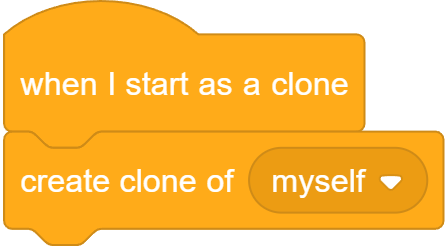 when I start as a clone
create clone of myself